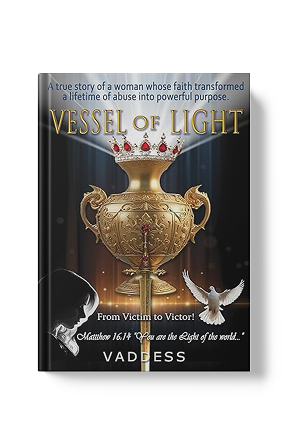 A true story of a woman whose faith transformed
a lifetime of abuse into powerful purpose.
VESSEL OF LIGHT
From Victim to Victor!
Matthew 16:14 "You are the Light of the world..."
VADDESS